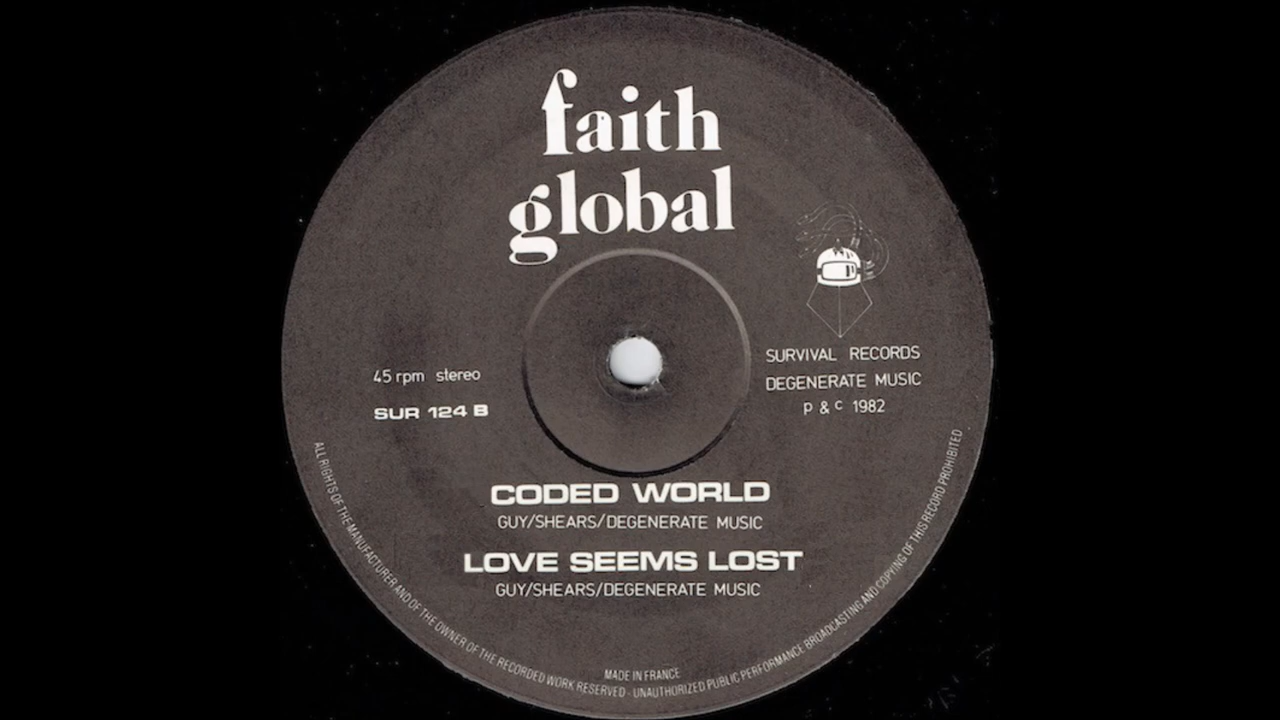 faith
global
SURVIVAL RECORDS
DEGENERATE MUSIC
p & c 1982
45 rpm stereo
SUR 124 B
CODED WORLD
GUY/SHEARS/DEGENERATE MUSIC
LOVE SEEMS LOST
GUY/SHEARS/DEGENERATE MUSIC
MADE IN FRANCE
ALL RIGHTS OF THE MANUFACTURER AND OF THE OWNER OF THE RECORDED WORK RESERVED - UNAUTHORIZED PUBLIC PERFORMANCE BROADCASTING AND COPYING OF THIS RECORD PROHIBITED